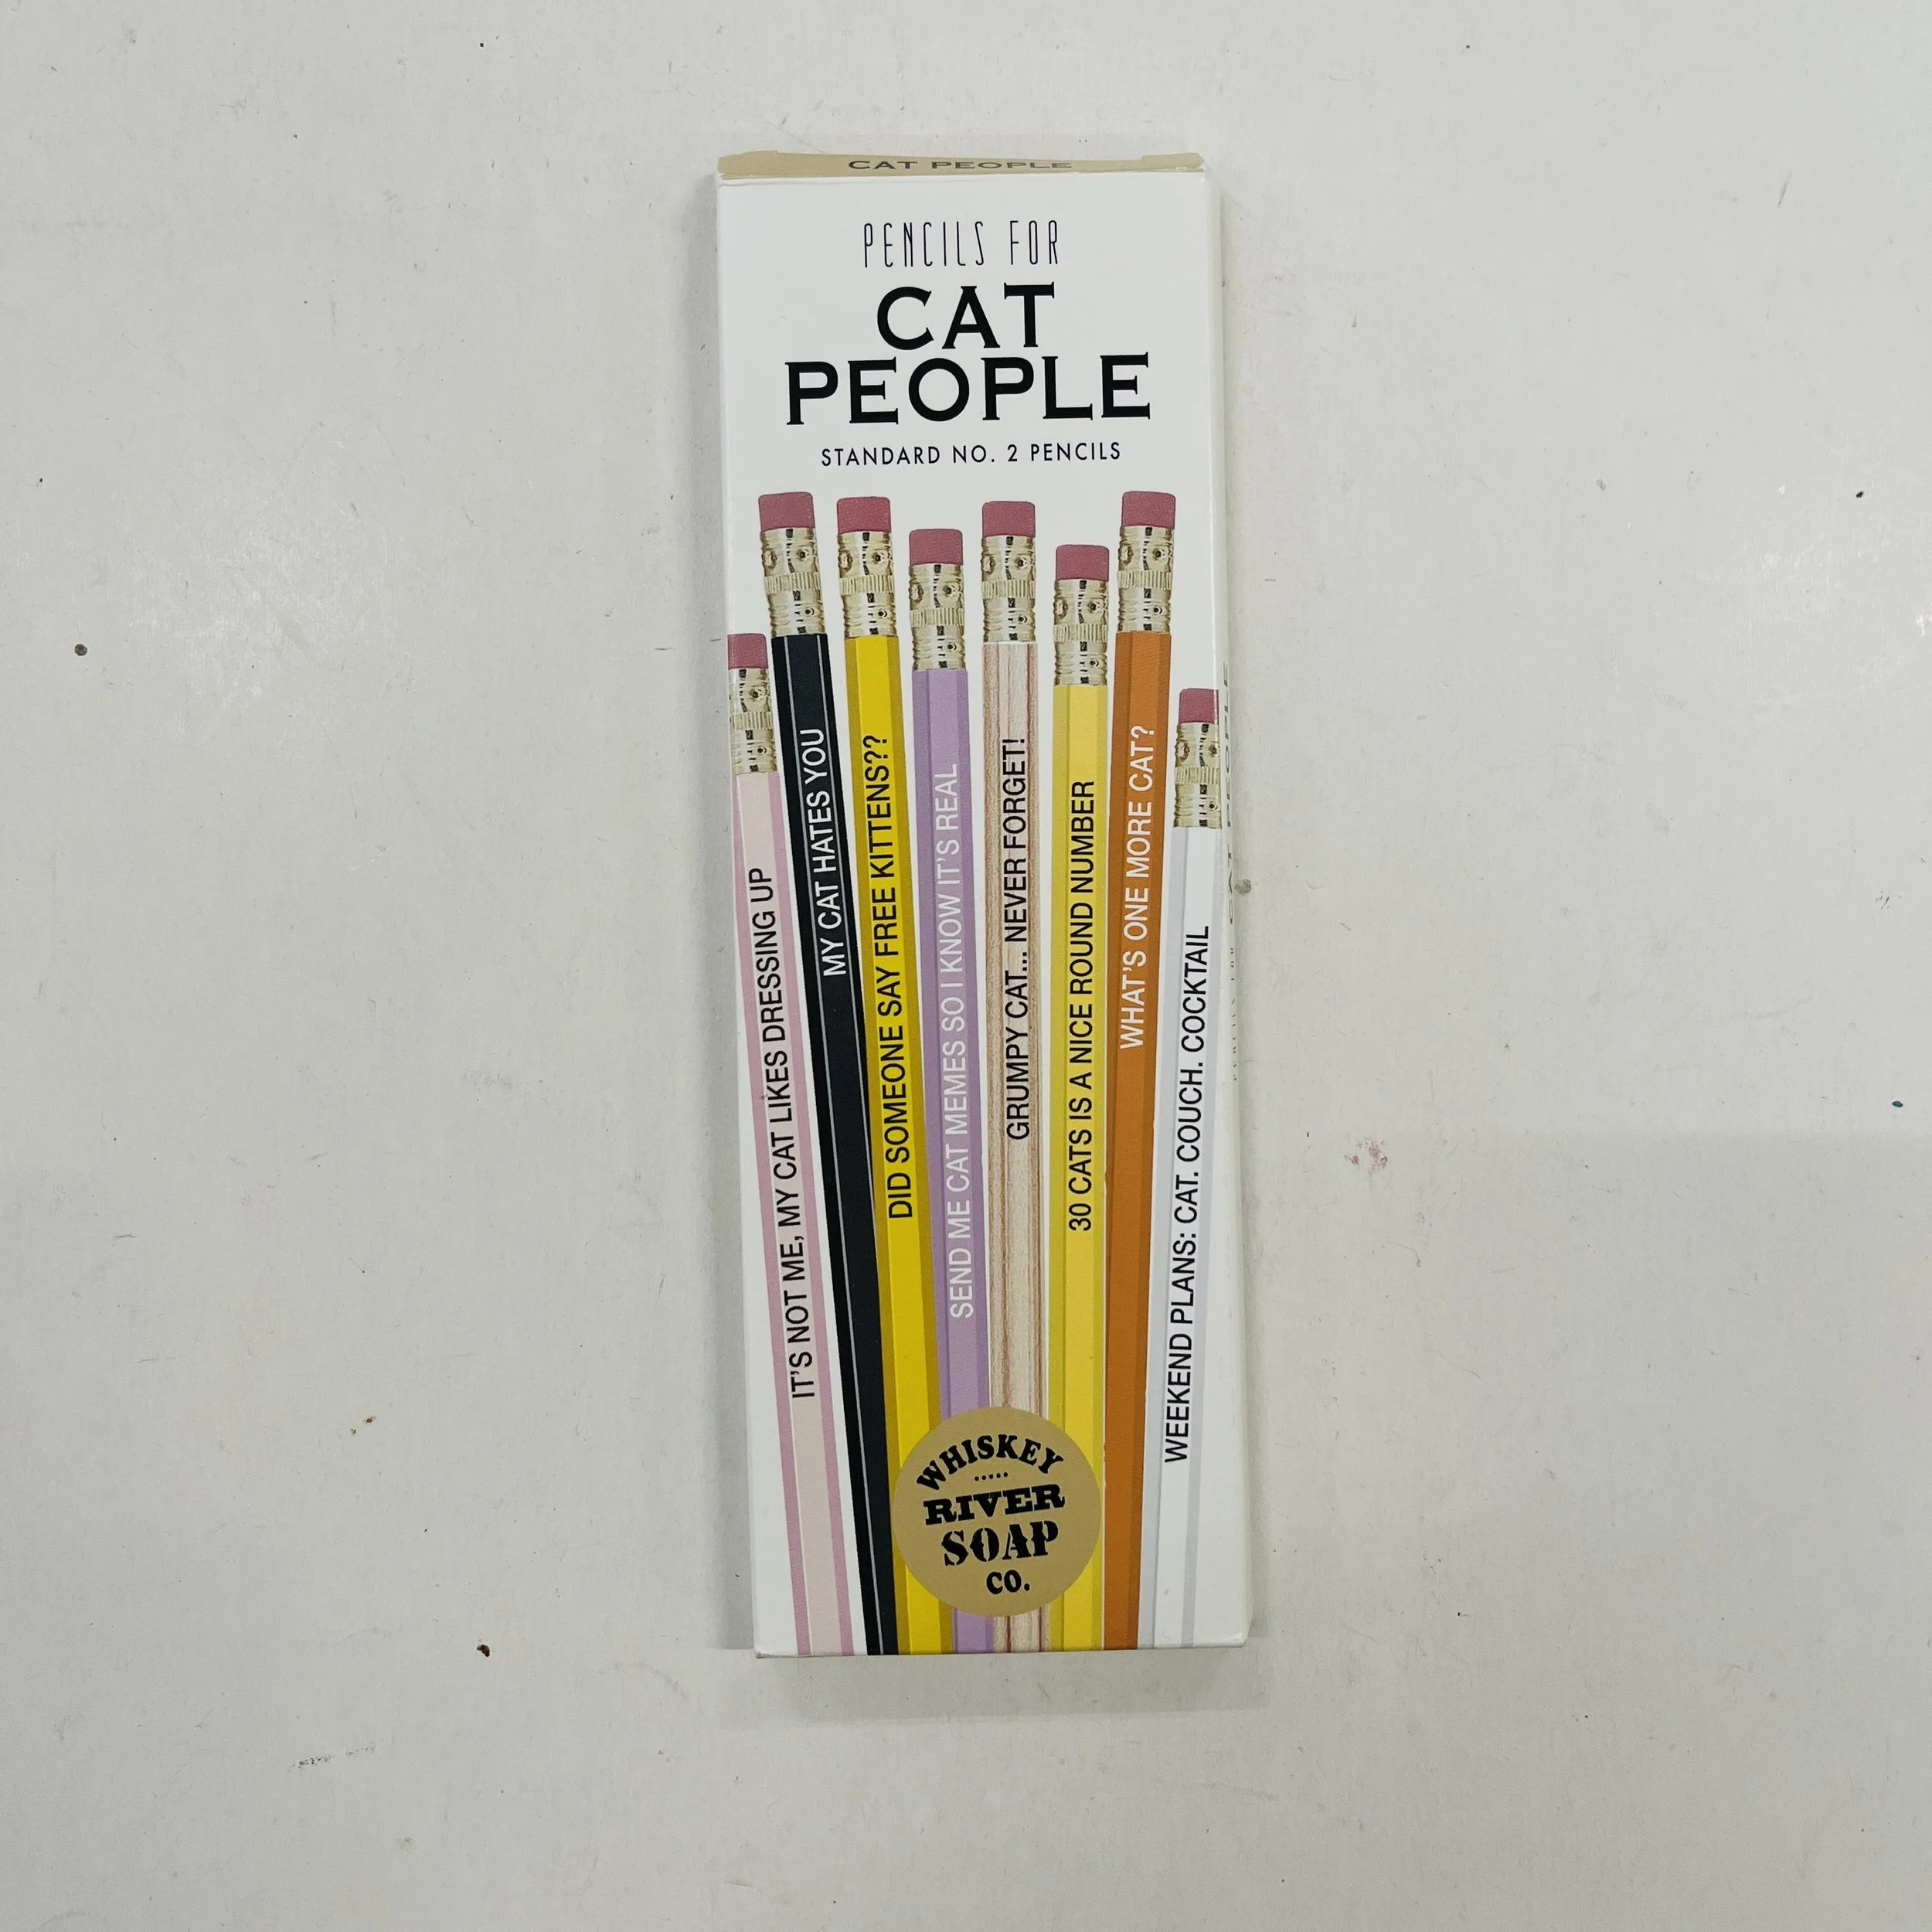 CAT PEOPLE
PENCILS FOR
CAT
PEOPLE
STANDARD NO. 2 PENCILS
IT'S NOT ME, MY CAT LIKES DRESSING UP
MY CAT HATES YOU
DID SOMEONE SAY FREE KITTENS??
SEND ME CAT MEMES SO I KNOW IT'S REAL
GRUMPY CAT... NEVER FORGET!
30 CATS IS A NICE ROUND NUMBER
WHAT'S ONE MORE CAT?
WEEKEND PLANS: CAT. COUCH. COCKTAIL
WHISKEY
RIVER
SOAP
CO.